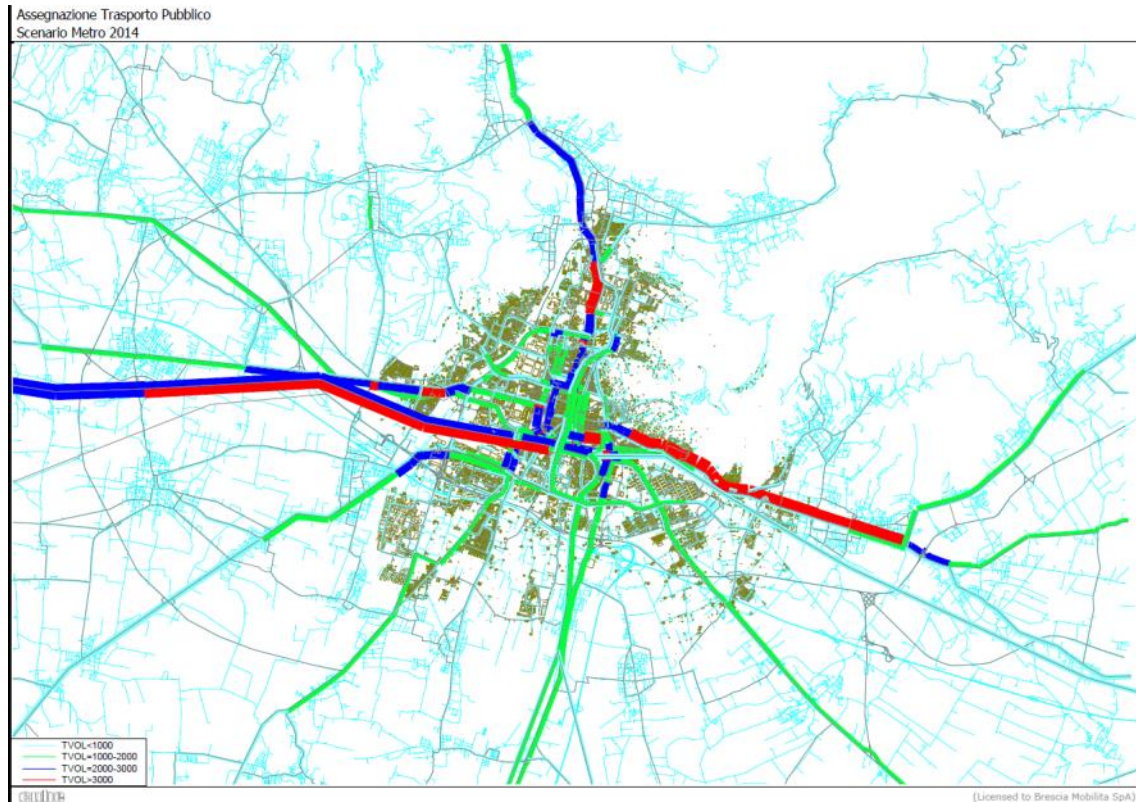 Assegnazione Trasporto Pubblico
Scenario Metro 2014
TVOL<1000
TVOL=1000-2000
TVOL=2000-3000
TVOL>3000
(Licensed to Brescia Mobilita SpA)